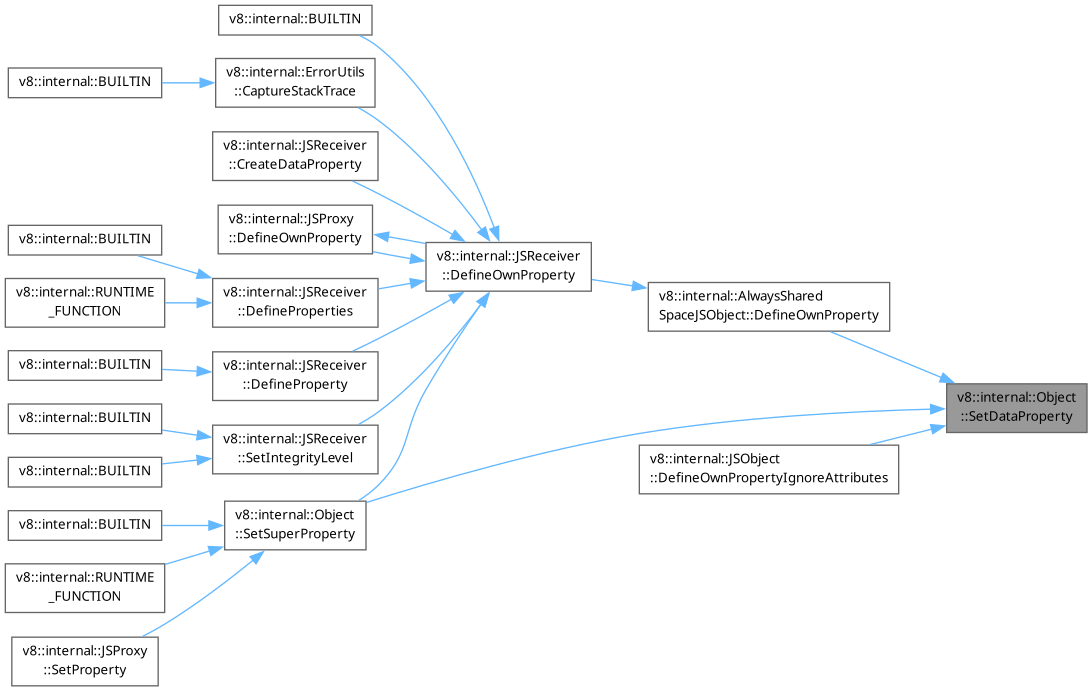 v8::internal::BUILTIN
v8::internal::BUILTIN
v8::internal::ErrorUtils
::CaptureStackTrace
v8::internal::JSReceiver
::CreateDataProperty
v8::internal::JSProxy
::DefineOwnProperty
v8::internal::BUILTIN
v8::internal::RUNTIME
_FUNCTION
v8::internal::JSReceiver
::DefineProperties
v8::internal::JSReceiver
::DefineOwnProperty
v8::internal::AlwaysShared
SpaceJSObject::DefineOwnProperty
v8::internal::BUILTIN
v8::internal::JSReceiver
::DefineProperty
v8::internal::Object
::SetDataProperty
v8::internal::BUILTIN
v8::internal::BUILTIN
v8::internal::JSReceiver
::SetIntegrityLevel
v8::internal::JSObject
::DefineOwnPropertyIgnoreAttributes
v8::internal::BUILTIN
v8::internal::Object
::SetSuperProperty
v8::internal::RUNTIME
_FUNCTION
v8::internal::JSProxy
::SetProperty